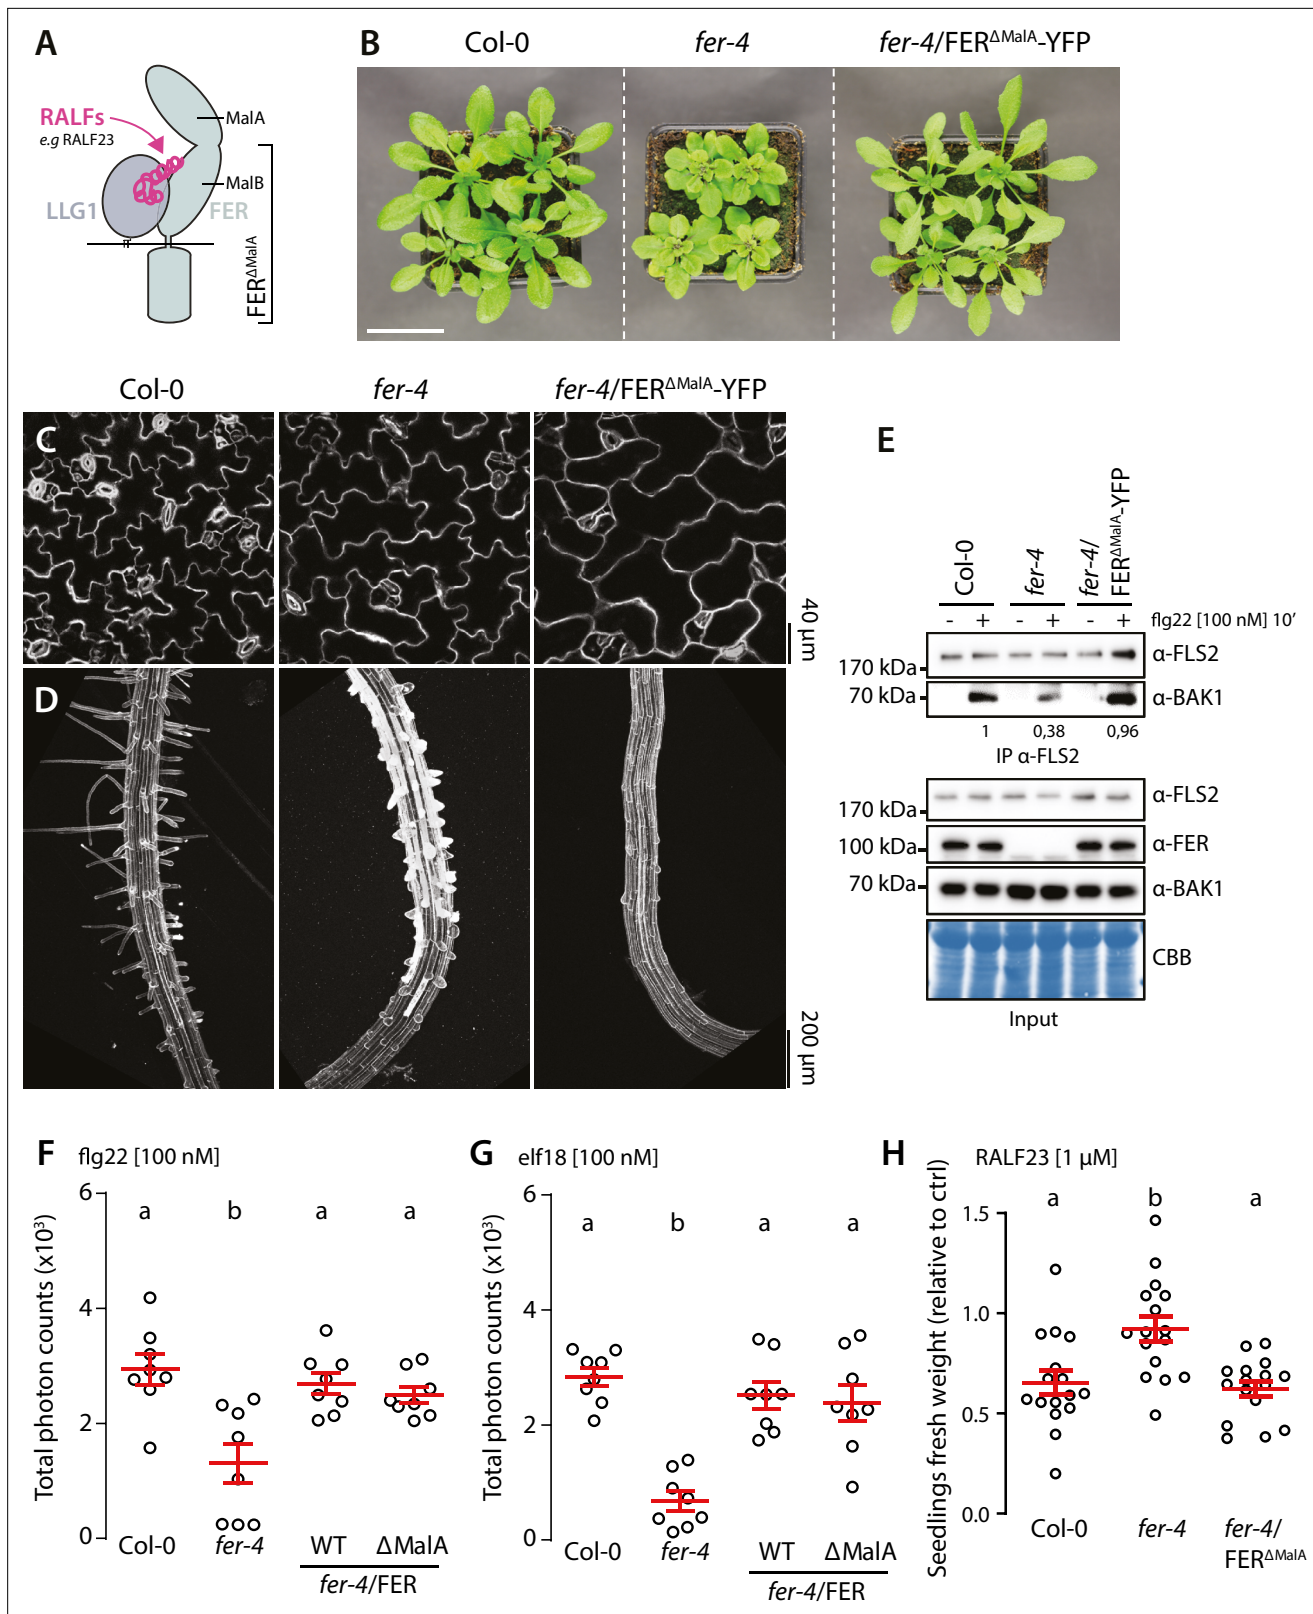 A
RALFs
e.g RALF23
MalA
MalB
LLG1
FER
FER^ΔMalA
B
Col-0
fer-4
fer-4/FER^ΔMalA-YFP
Col-0
fer-4
fer-4/FER^ΔMalA-YFP
C
40 µm
D
200 µm
E
Col-0
fer-4
fer-4/
FER^ΔMalA-YFP
- + - + - + flg22 [100 nM] 10'
170 kDa
α-FLS2
70 kDa
α-BAK1
1 0,38 0,96
IP α-FLS2
170 kDa
α-FLS2
100 kDa
α-FER
70 kDa
α-BAK1
CBB
Input
F
flg22 [100 nM]
Total photon counts (x10³)
6
4
2
0
a b a a
Col-0
fer-4
WT
ΔMalA
fer-4/FER
G
elf18 [100 nM]
Total photon counts (x10³)
6
4
2
0
a b a a
Col-0
fer-4
WT
ΔMalA
fer-4/FER
H
RALF23 [1 µM]
Seedlings fresh weight (relative to ctrl)
1.5
1.0
0.5
0.0
a b a
Col-0
fer-4
fer-4/
FER^ΔMalA